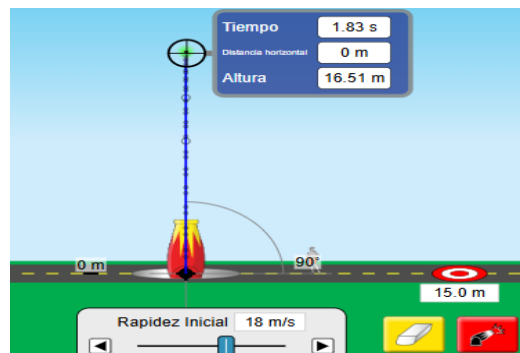 Tiempo 1.83 s
Distancia horizontal 0 m
Altura 16.51 m
0 m
90°
15.0 m
Rapidez Inicial 18 m/s